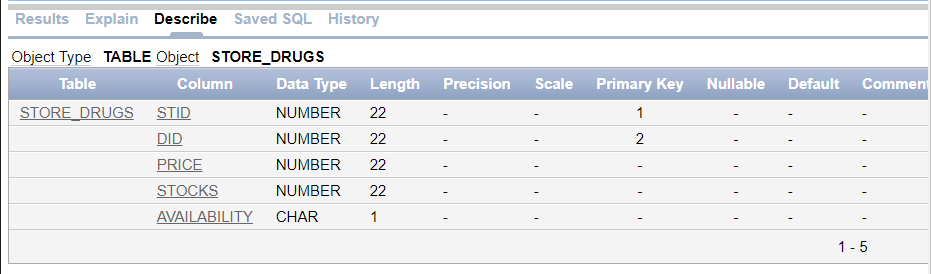 Results Explain Describe Saved SQL History
Object Type TABLE Object STORE_DRUGS
Table Column Data Type Length Precision Scale Primary Key Nullable Default Comment
STORE_DRUGS STID NUMBER 22 - - 1 - - -
DID NUMBER 22 - - 2 - - -
PRICE NUMBER 22 - - - - - -
STOCKS NUMBER 22 - - - - - -
AVAILABILITY CHAR 1 - - - - - -
1 - 5